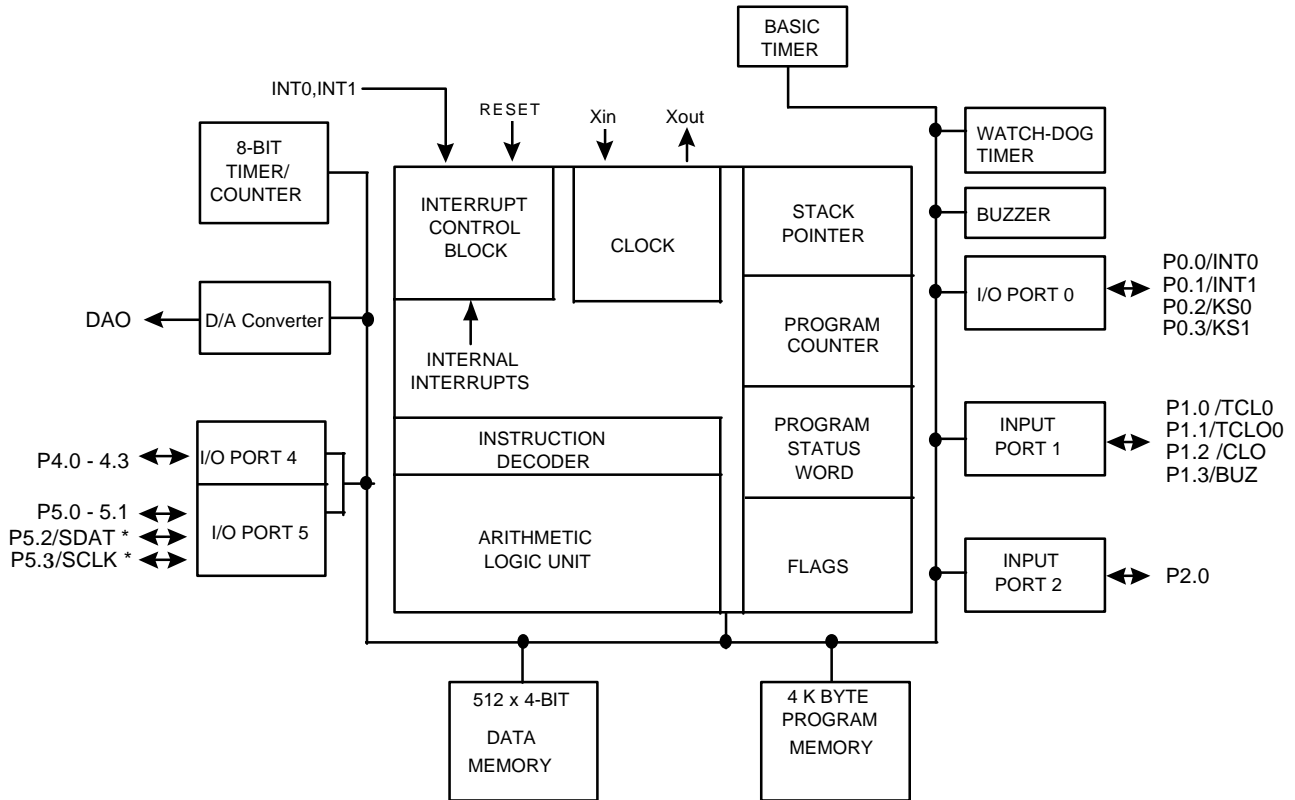 BASIC
TIMER
INT0,INT1
RESET
Xin
Xout
8-BIT
TIMER/
COUNTER
WATCH-DOG
TIMER
INTERRUPT
CONTROL
BLOCK
CLOCK
STACK
POINTER
BUZZER
P0.0/INT0
P0.1/INT1
P0.2/KS0
P0.3/KS1
I/O PORT 0
DAO
D/A Converter
PROGRAM
COUNTER
INTERNAL
INTERRUPTS
P4.0 - 4.3
I/O PORT 4
INSTRUCTION
DECODER
PROGRAM
STATUS
WORD
INPUT
PORT 1
P1.0 /TCL0
P1.1/TCLO0
P1.2 /CLO
P1.3/BUZ
P5.0 - 5.1
P5.2/SDAT *
P5.3/SCLK *
I/O PORT 5
ARITHMETIC
LOGIC UNIT
FLAGS
INPUT
PORT 2
P2.0
512 x 4-BIT
DATA
MEMORY
4 K BYTE
PROGRAM
MEMORY